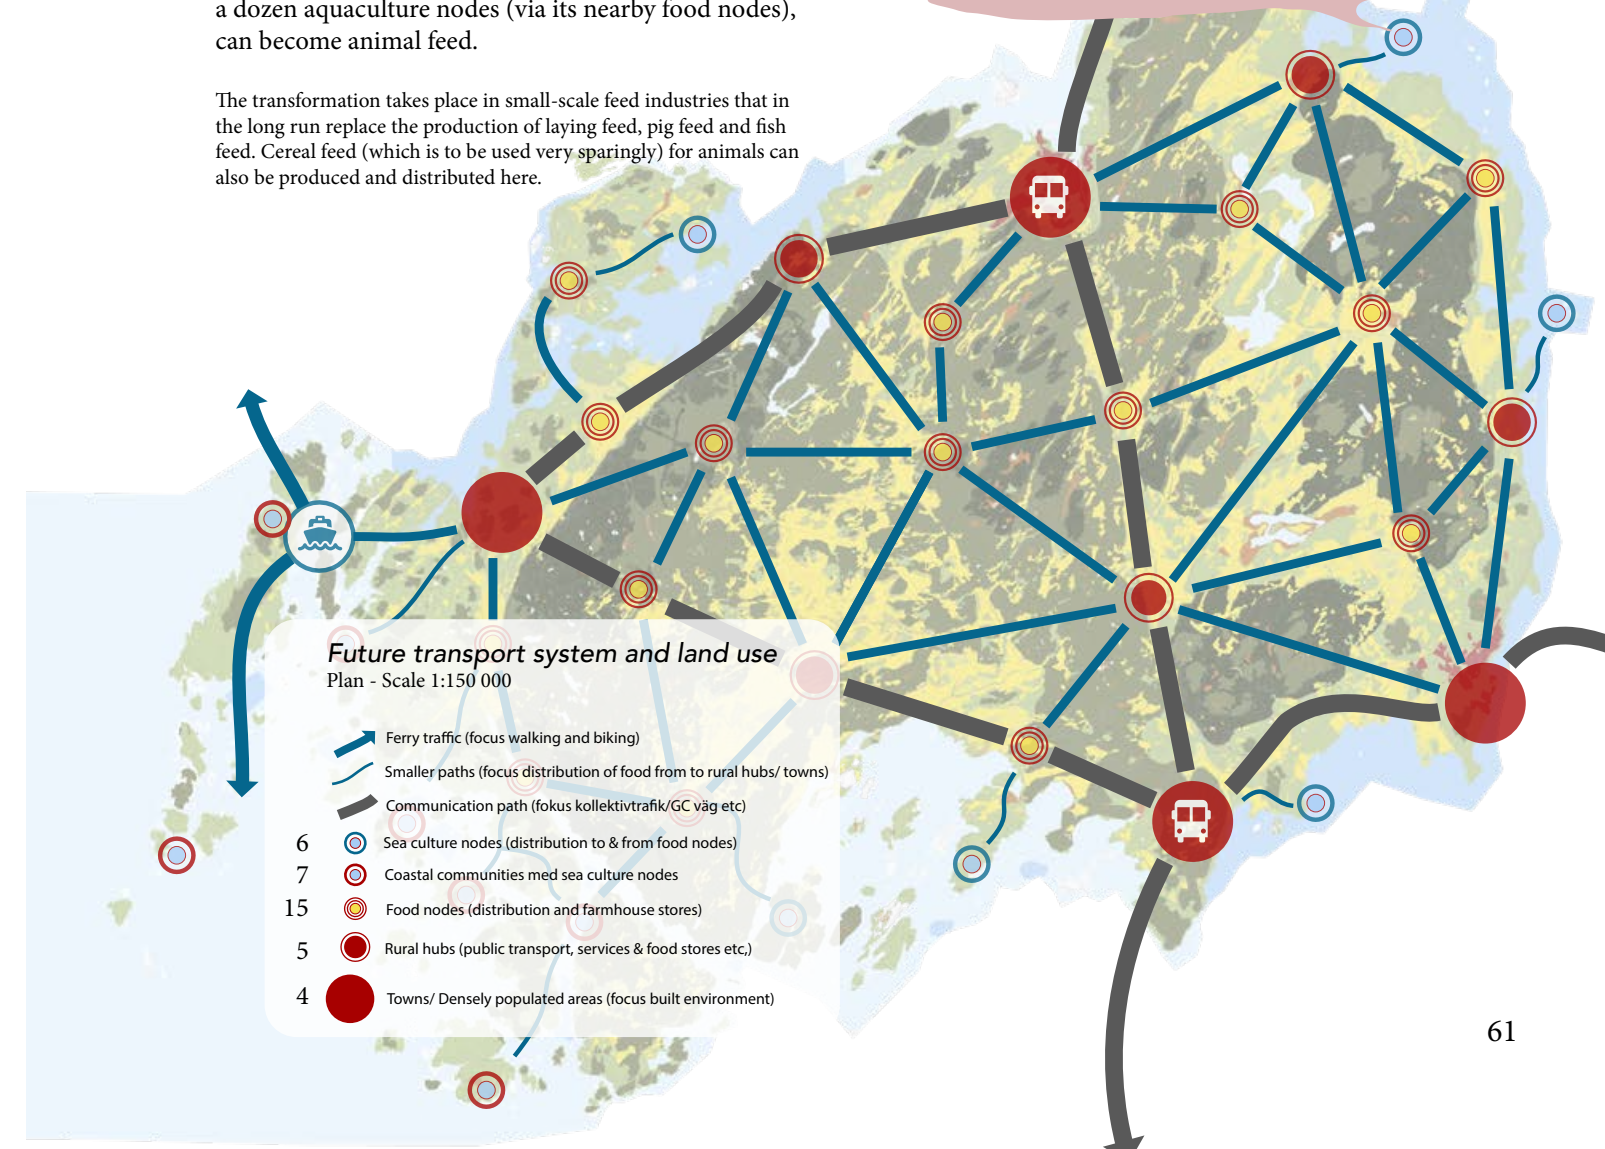 a dozen aquaculture nodes (via its nearby food nodes),
can become animal feed.
The transformation takes place in small-scale feed industries that in
the long run replace the production of laying feed, pig feed and fish
feed. Cereal feed (which is to be used very sparingly) for animals can
also be produced and distributed here.
Future transport system and land use
Plan - Scale 1:150 000
Ferry traffic (focus walking and biking)
Smaller paths (focus distribution of food from to rural hubs/ towns)
Communication path (fokus kollektivtrafik/GC väg etc)
6 Sea culture nodes (distribution to & from food nodes)
7 Coastal communities med sea culture nodes
15 Food nodes (distribution and farmhouse stores)
5 Rural hubs (public transport, services & food stores etc,)
4 Towns/ Densely populated areas (focus built environment)
61